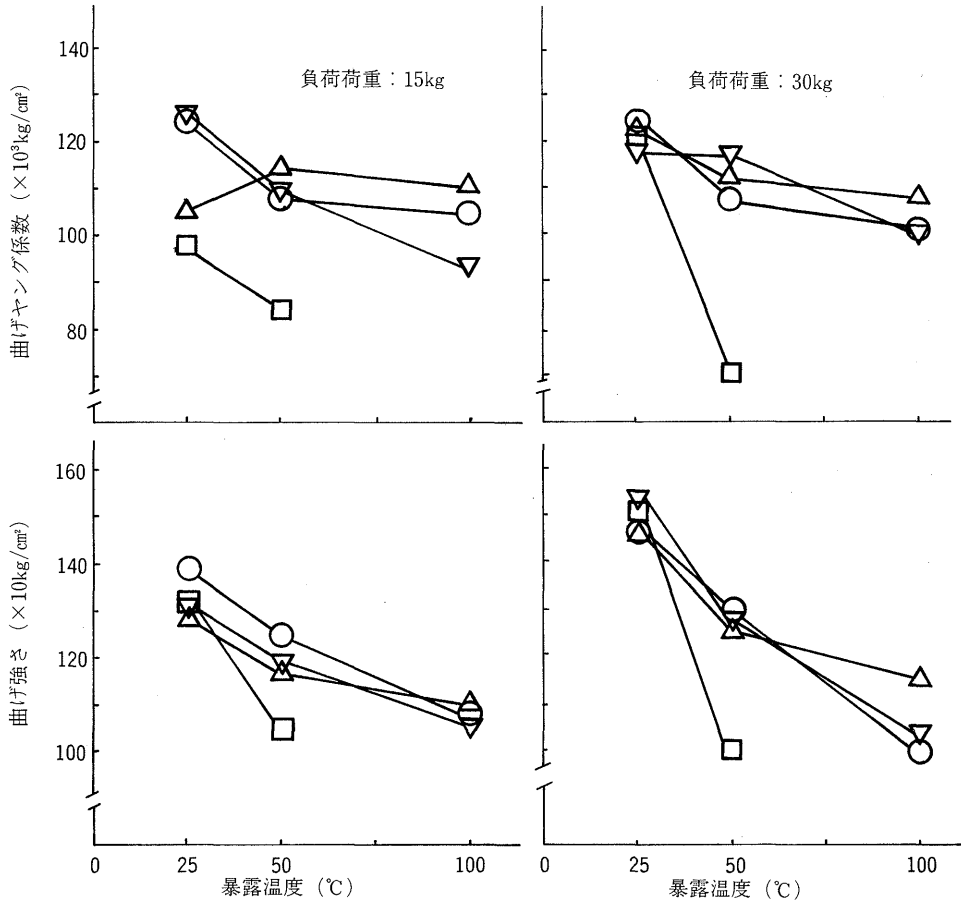 負荷荷重：15kg
負荷荷重：30kg
曲げヤング係数（×10³kg/cm²）
140
120
100
80
曲げ強さ（×10kg/cm²）
160
140
120
100
0 25 50 100
暴露温度（℃）
0 25 50 100
暴露温度（℃）